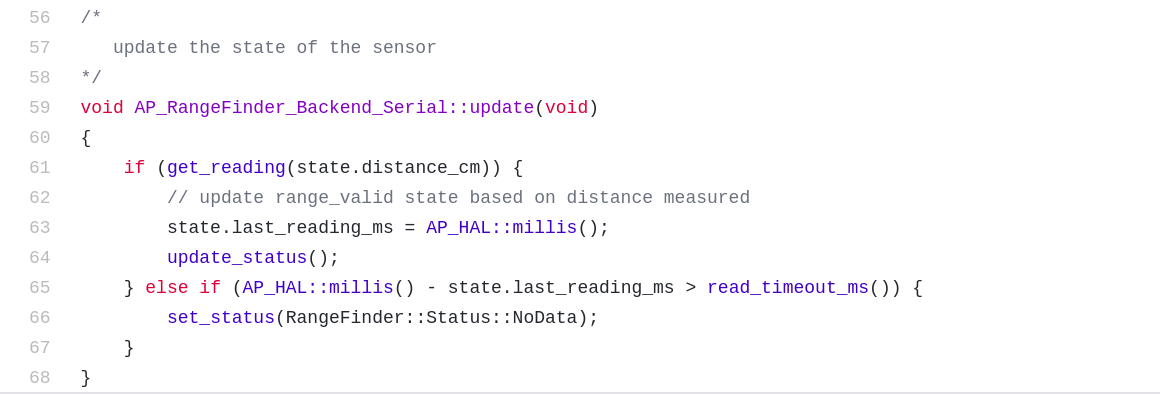 56 /*
57    update the state of the sensor
58 */
59 void AP_RangeFinder_Backend_Serial::update(void)
60 {
61     if (get_reading(state.distance_cm)) {
62         // update range_valid state based on distance measured
63         state.last_reading_ms = AP_HAL::millis();
64         update_status();
65     } else if (AP_HAL::millis() - state.last_reading_ms > read_timeout_ms()) {
66         set_status(RangeFinder::Status::NoData);
67     }
68 }